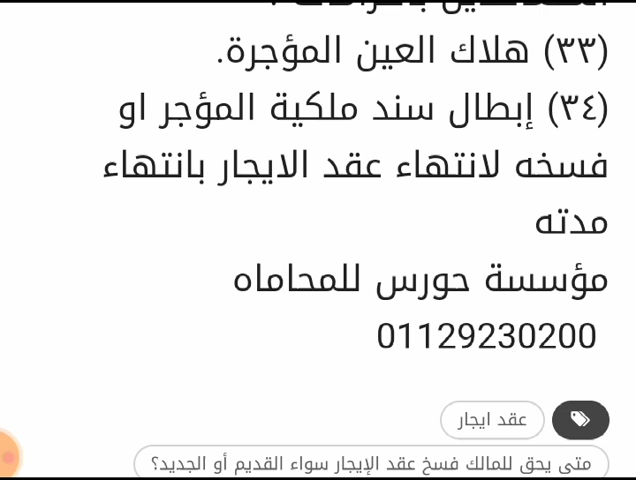 (٣٣) هلاك العين المؤجرة.
(٣٤) إبطال سند ملكية المؤجر او
فسخه لانتهاء عقد الايجار بانتهاء
مدته
مؤسسة حورس للمحاماه
01129230200
عقد ايجار
متى يحق للمالك فسخ عقد الإيجار سواء القديم أو الجديد؟